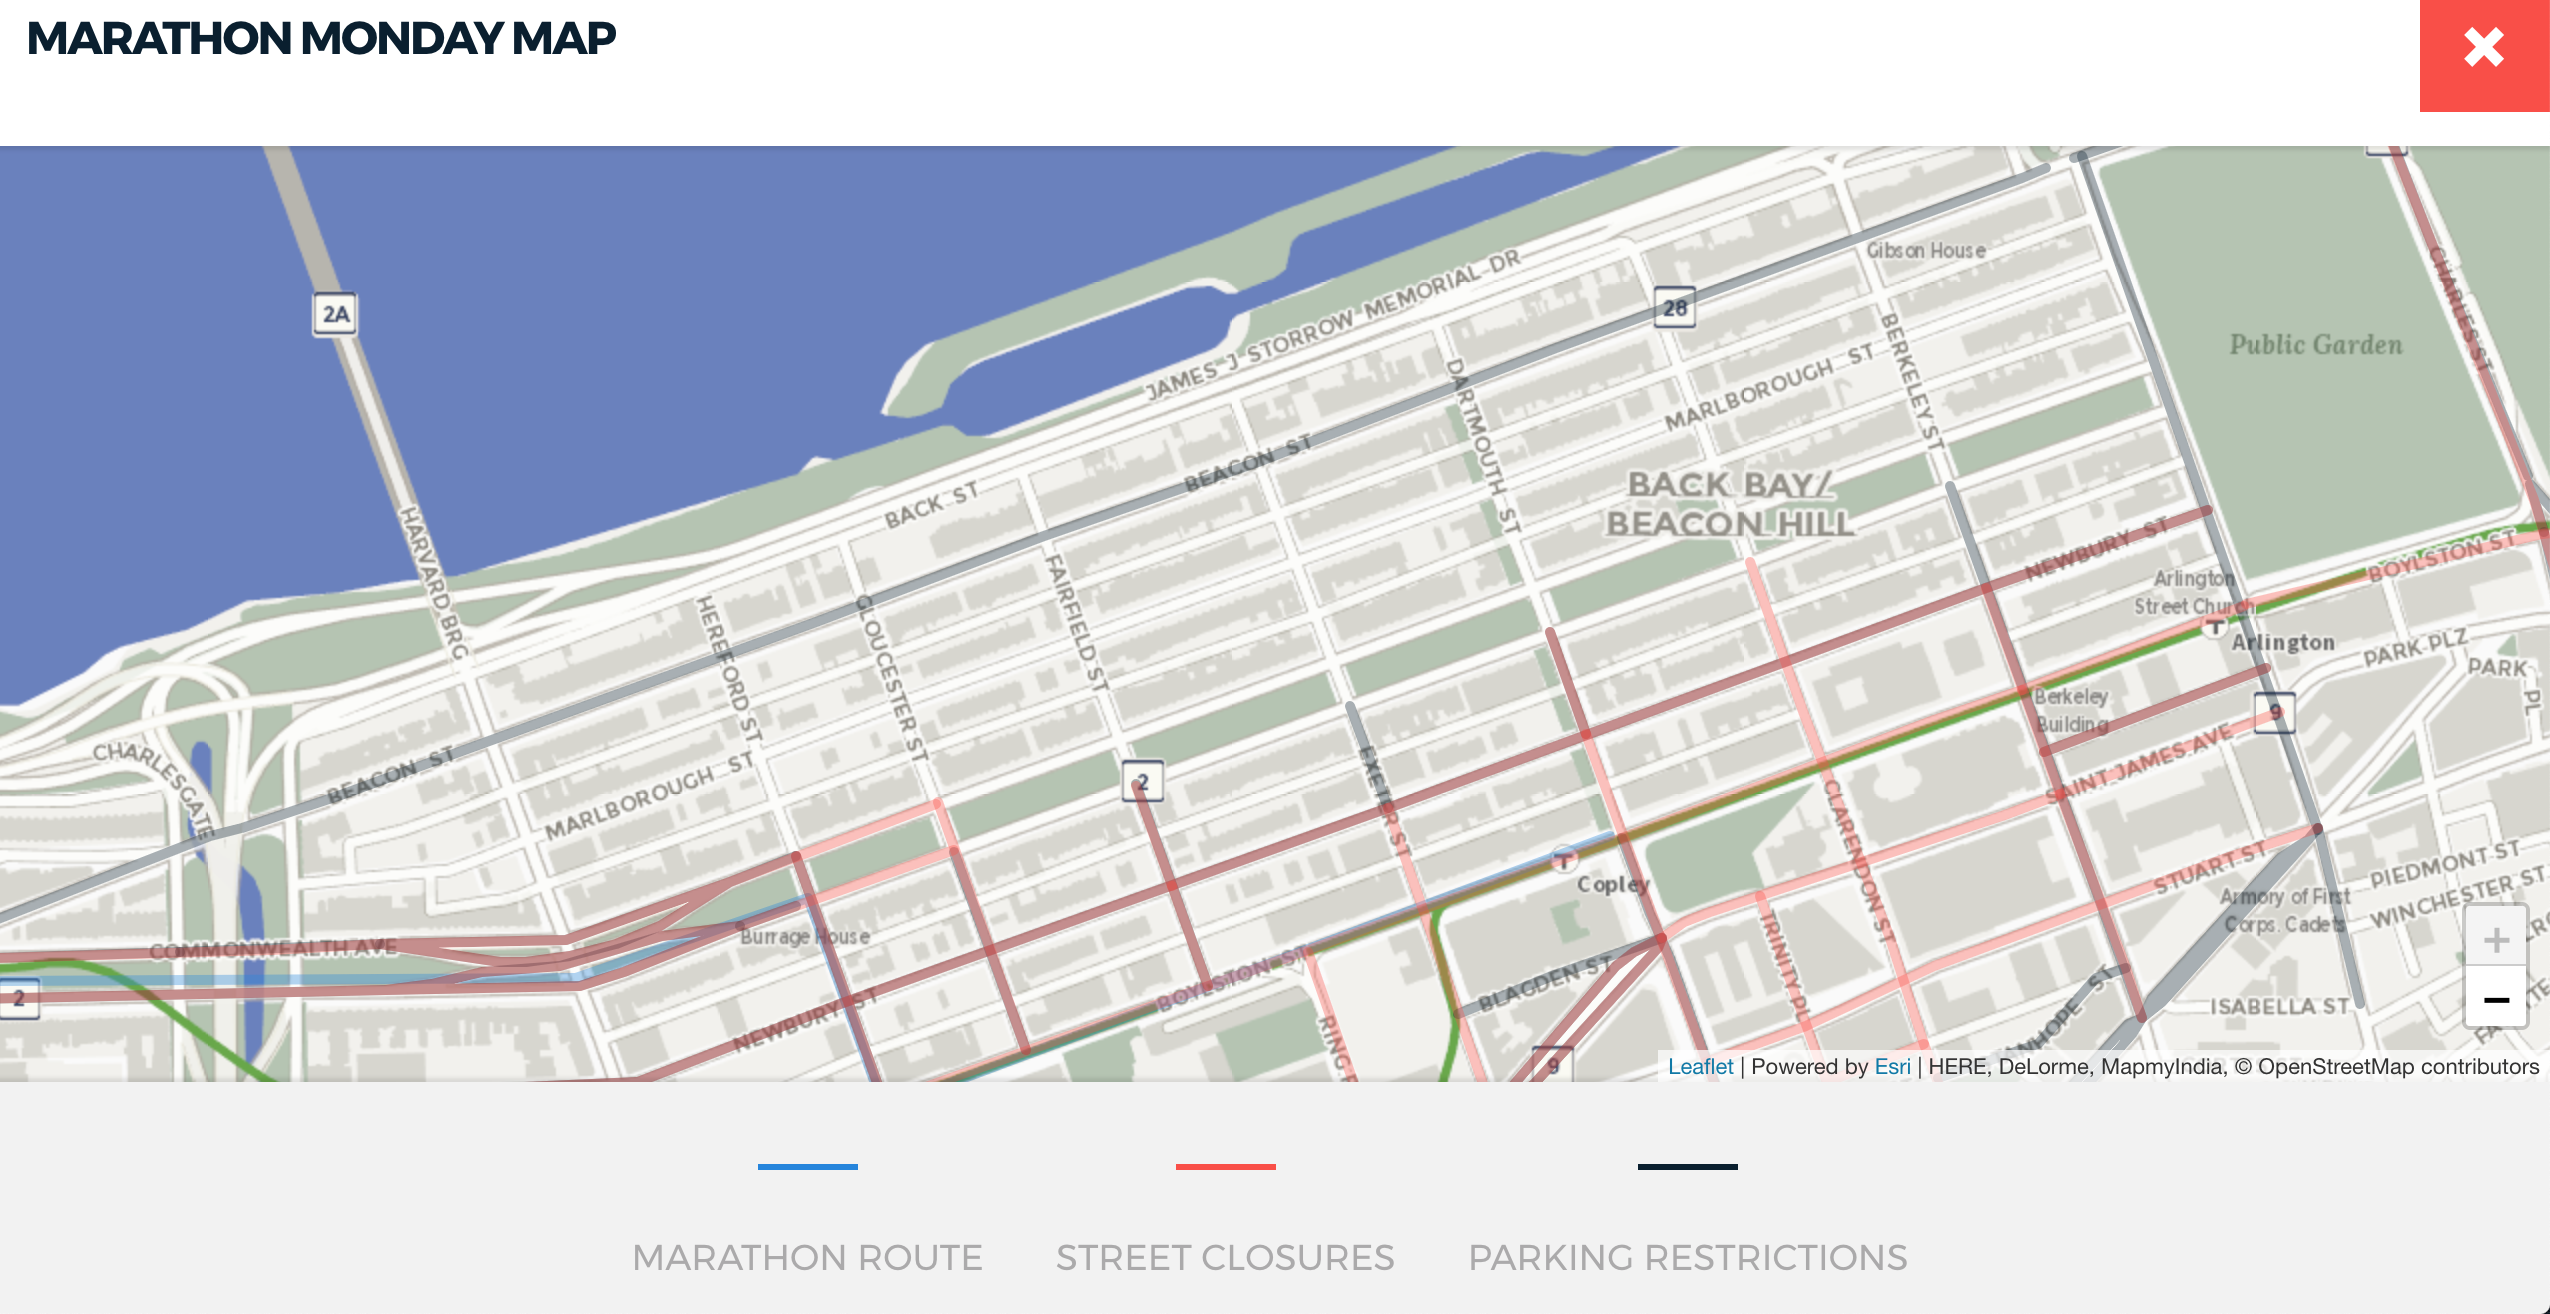 MARATHON MONDAY MAP
2A
28
Gibson House
CHARLES ST
JAMES J STORROW MEMORIAL DR
Public Garden
MARLBOROUGH ST
BERKELEY ST
DARTMOUTH ST
BEACON ST
BACK ST
BACK BAY/
BEACON HILL
HARVARD BRG
NEWBURY ST
BOYLSTON ST
Arlington
Street Church
HEREFORD ST
GLOUCESTER ST
FAIRFIELD ST
T
Arlington
PARK PLZ
PARK PL
Berkeley
Building
9
CHARLESGATE
BEACON ST
MARLBOROUGH ST
2
EXETER ST
SAINT JAMES AVE
CLARENDON ST
T
Copley
STUART ST
PIEDMONT ST
WINCHESTER ST
Armory of First
Corps. Cadets
COMMONWEALTH AVE
Burrage House
TRINITY PL
2
BOYLSTON ST
BLAGDEN ST
NEWBURY ST
ISABELLA ST
9
+
−
Leaflet | Powered by Esri | HERE, DeLorme, MapmyIndia, © OpenStreetMap contributors
MARATHON ROUTE
STREET CLOSURES
PARKING RESTRICTIONS